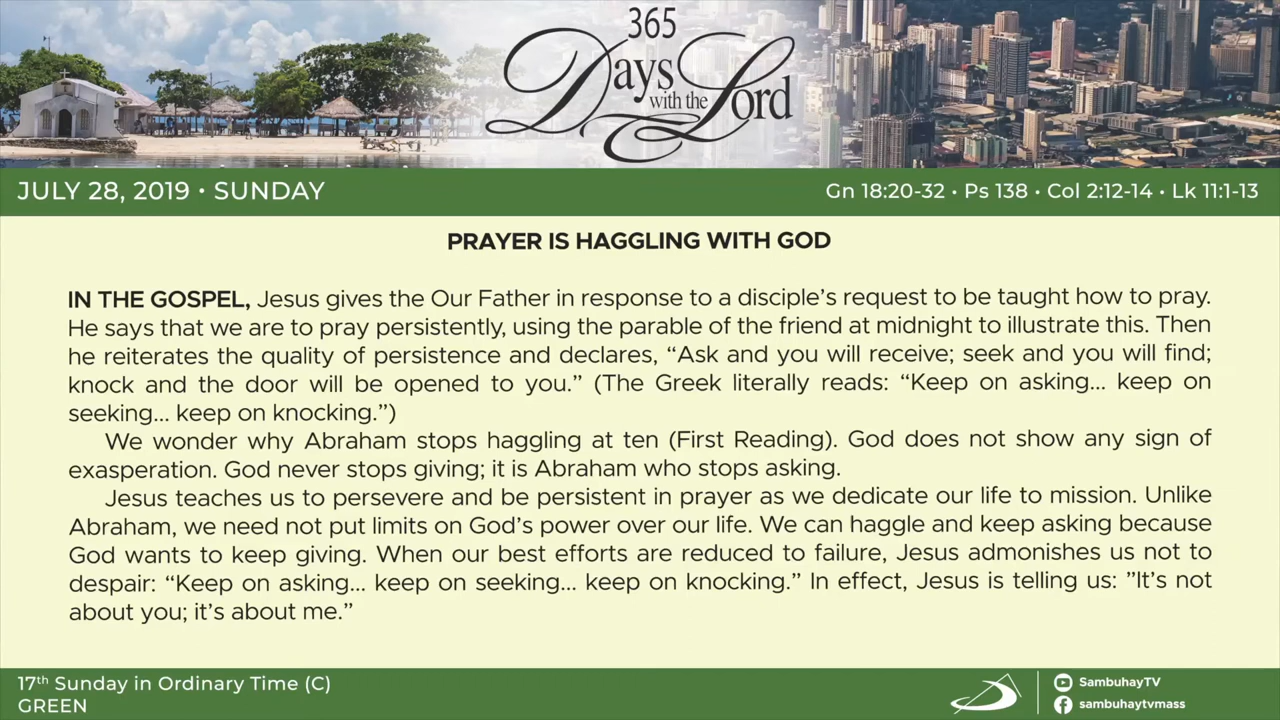 365
Days
with the
Lord
JULY 28, 2019 • SUNDAY
Gn 18:20-32 • Ps 138 • Col 2:12-14 • Lk 11:1-13
PRAYER IS HAGGLING WITH GOD
IN THE GOSPEL, Jesus gives the Our Father in response to a disciple’s request to be taught how to pray.
He says that we are to pray persistently, using the parable of the friend at midnight to illustrate this. Then
he reiterates the quality of persistence and declares, “Ask and you will receive; seek and you will find;
knock and the door will be opened to you.” (The Greek literally reads: “Keep on asking... keep on
seeking... keep on knocking.”)
We wonder why Abraham stops haggling at ten (First Reading). God does not show any sign of
exasperation. God never stops giving; it is Abraham who stops asking.
Jesus teaches us to persevere and be persistent in prayer as we dedicate our life to mission. Unlike
Abraham, we need not put limits on God’s power over our life. We can haggle and keep asking because
God wants to keep giving. When our best efforts are reduced to failure, Jesus admonishes us not to
despair: “Keep on asking... keep on seeking... keep on knocking.” In effect, Jesus is telling us: ”It’s not
about you; it’s about me.”
17th Sunday in Ordinary Time (C)
GREEN
SambuhayTV
sambuhaytvmass